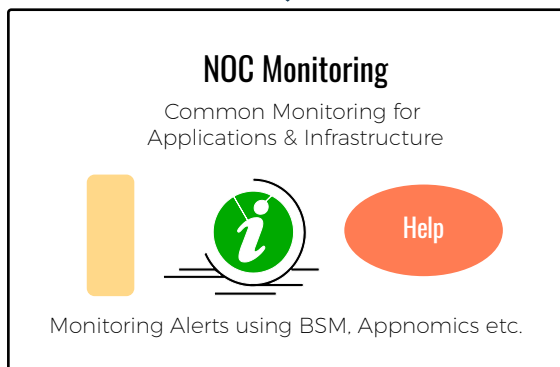 NOC Monitoring
Common Monitoring for
Applications & Infrastructure
i
Help
Monitoring Alerts using BSM, Appnomics etc.